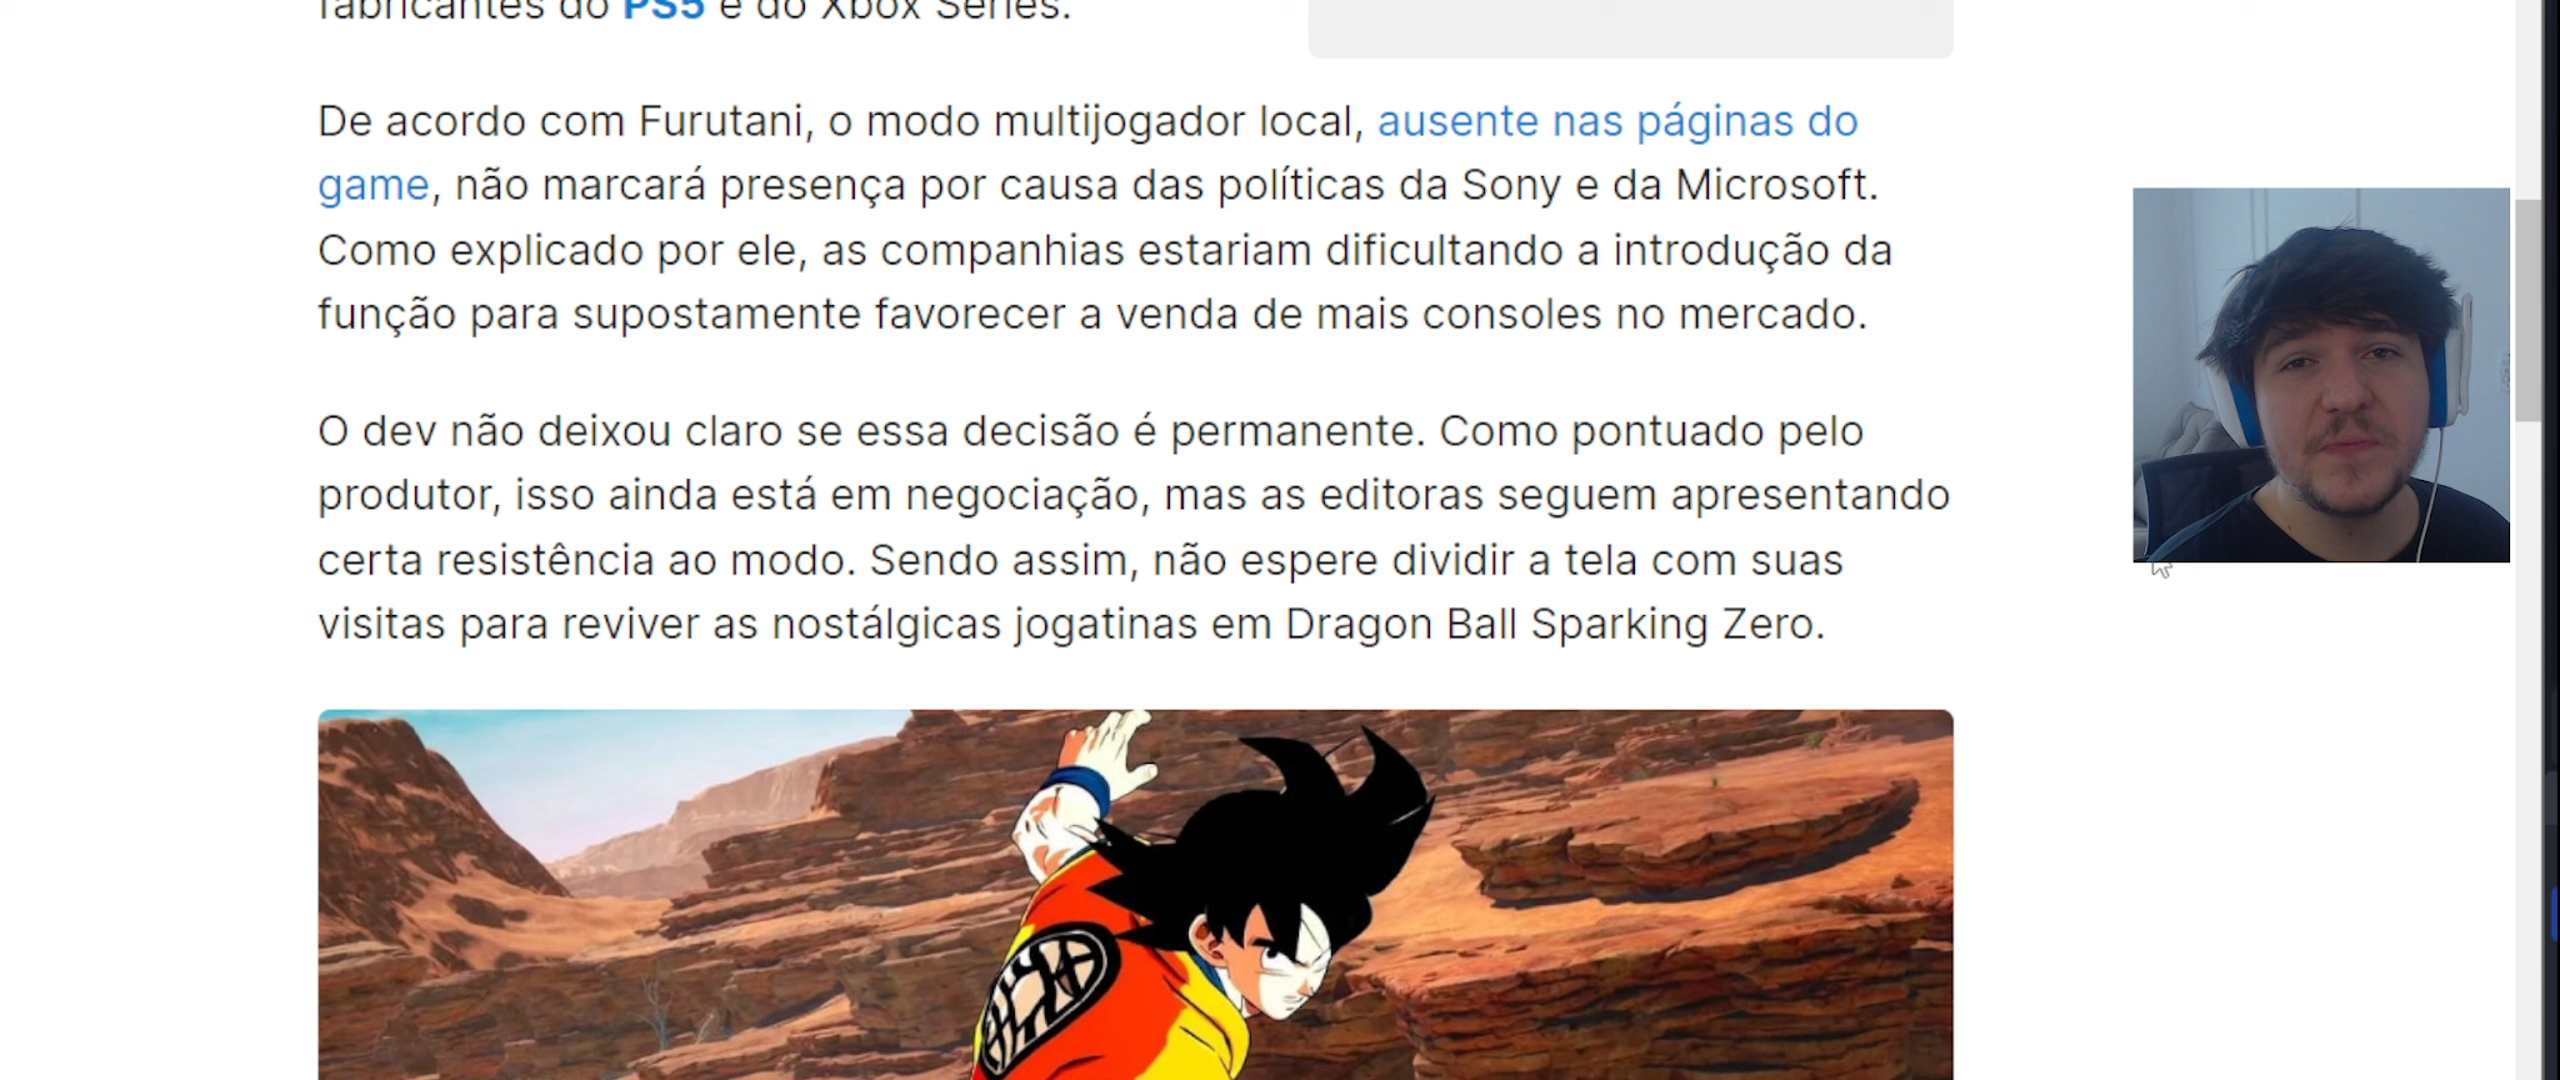 fabricantes do PS5 e do Xbox Series.
De acordo com Furutani, o modo multijogador local, ausente nas páginas do
game, não marcará presença por causa das políticas da Sony e da Microsoft.
Como explicado por ele, as companhias estariam dificultando a introdução da
função para supostamente favorecer a venda de mais consoles no mercado.
O dev não deixou claro se essa decisão é permanente. Como pontuado pelo
produtor, isso ainda está em negociação, mas as editoras seguem apresentando
certa resistência ao modo. Sendo assim, não espere dividir a tela com suas
visitas para reviver as nostálgicas jogatinas em Dragon Ball Sparking Zero.